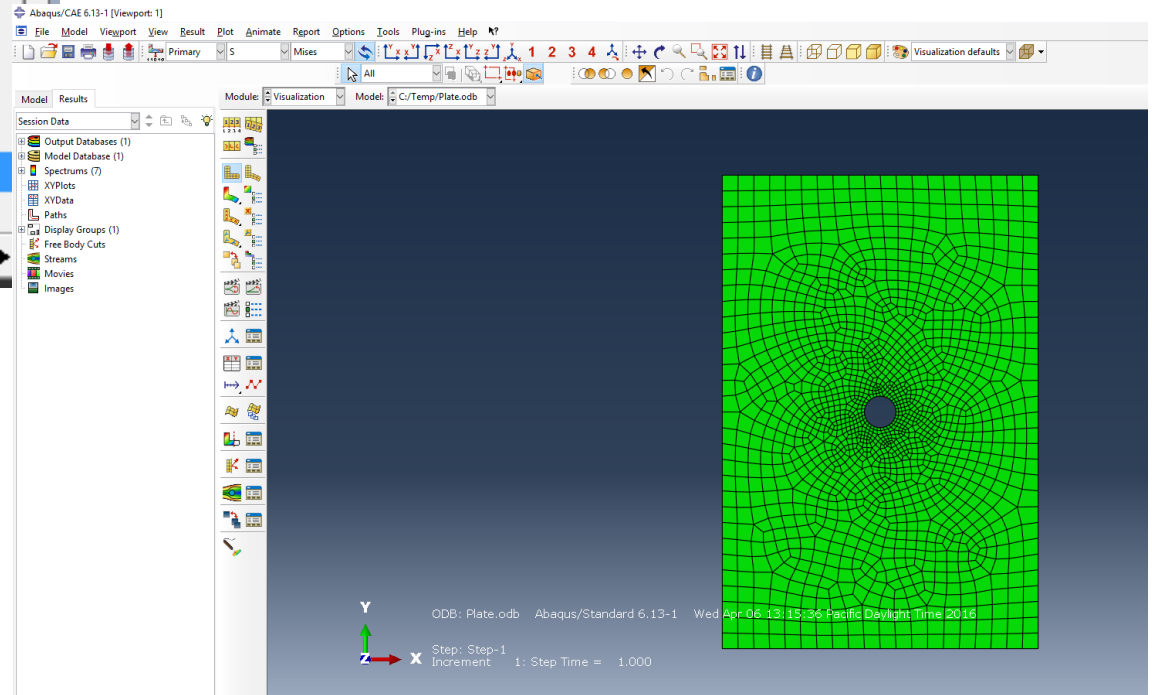 Abaqus/CAE 6.13-1 [Viewport: 1]
File Model Viewport View Result Plot Animate Report Options Tools Plug-ins Help
Primary S Mises 1 2 3 4 Visualization defaults
All
Model Results Module: Visualization Model: C:/Temp/Plate.odb
Session Data
Output Databases (1)
Model Database (1)
Spectrums (7)
XYPlots
XYData
Paths
Display Groups (1)
Free Body Cuts
Streams
Movies
Images
Y
ODB: Plate.odb Abaqus/Standard 6.13-1 Wed Apr 06 13:15:36 Pacific Daylight Time 2016
Z X
Step: Step-1
Increment 1: Step Time = 1.000